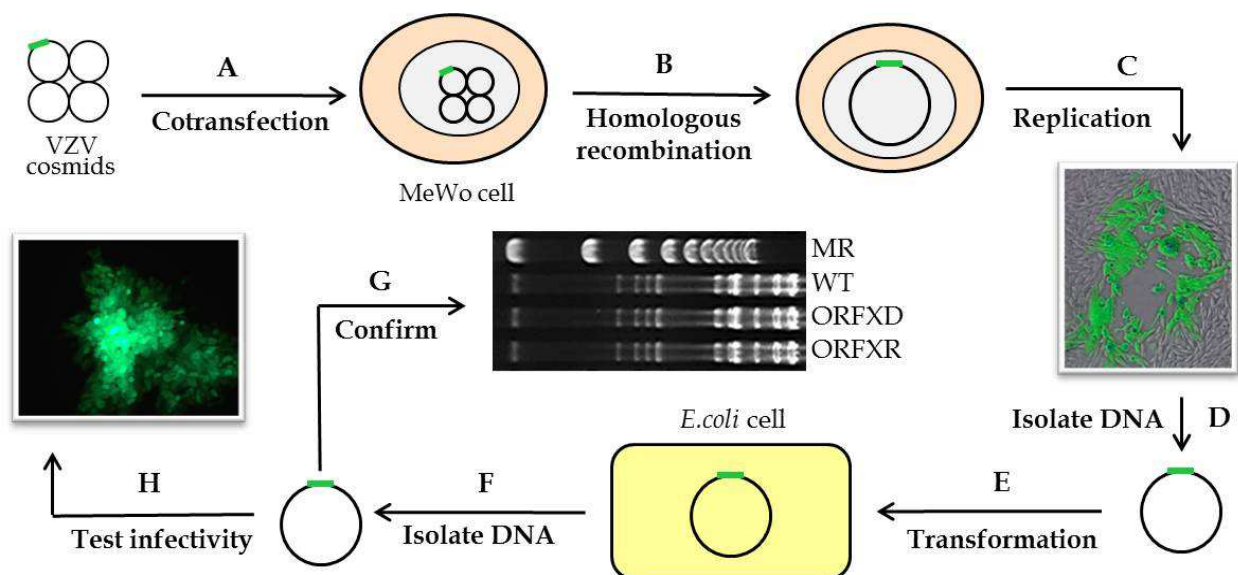 A
Cotransfection
VZV
cosmids
MeWo cell
B
Homologous
recombination
C
Replication
D
Isolate DNA
E
Transformation
E.coli cell
F
Isolate DNA
G
Confirm
MR
WT
ORFXD
ORFXR
H
Test infectivity